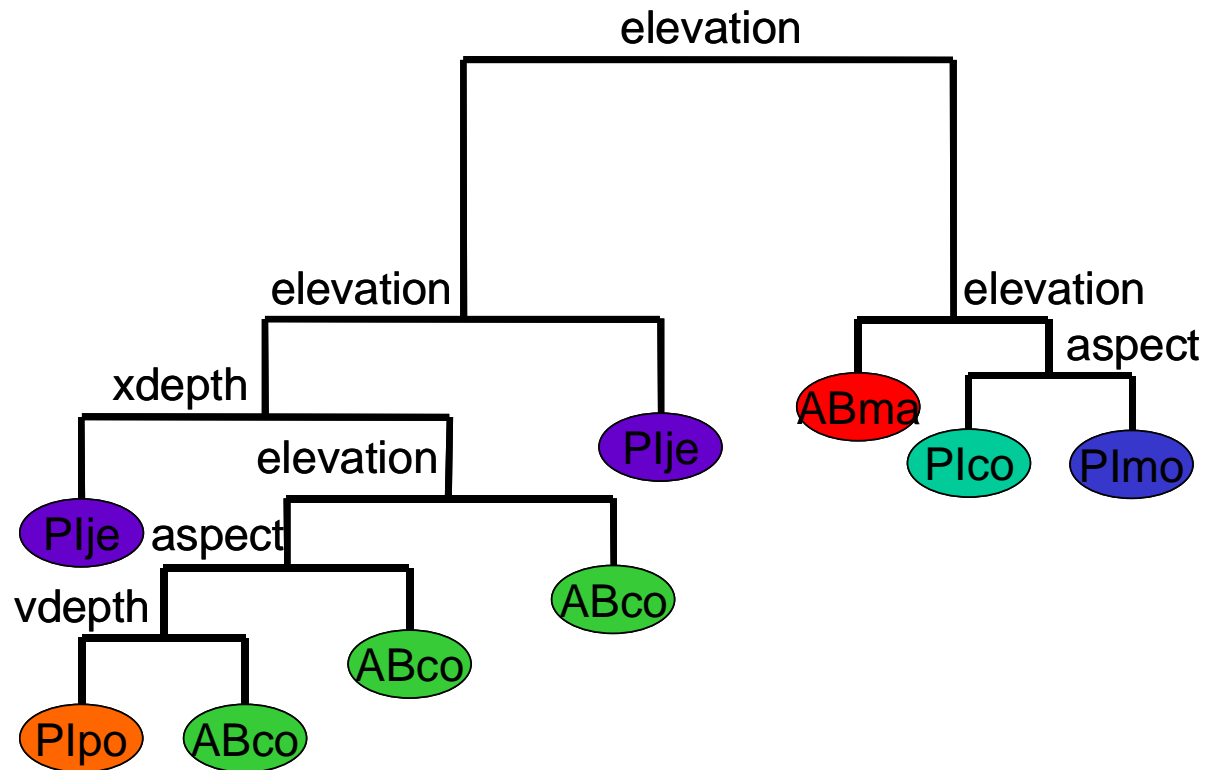 elevation
elevation
elevation
aspect
xdepth
ABma
PIje
elevation
PIco
PImo
PIje
aspect
ABco
vdepth
ABco
PIpo
ABco